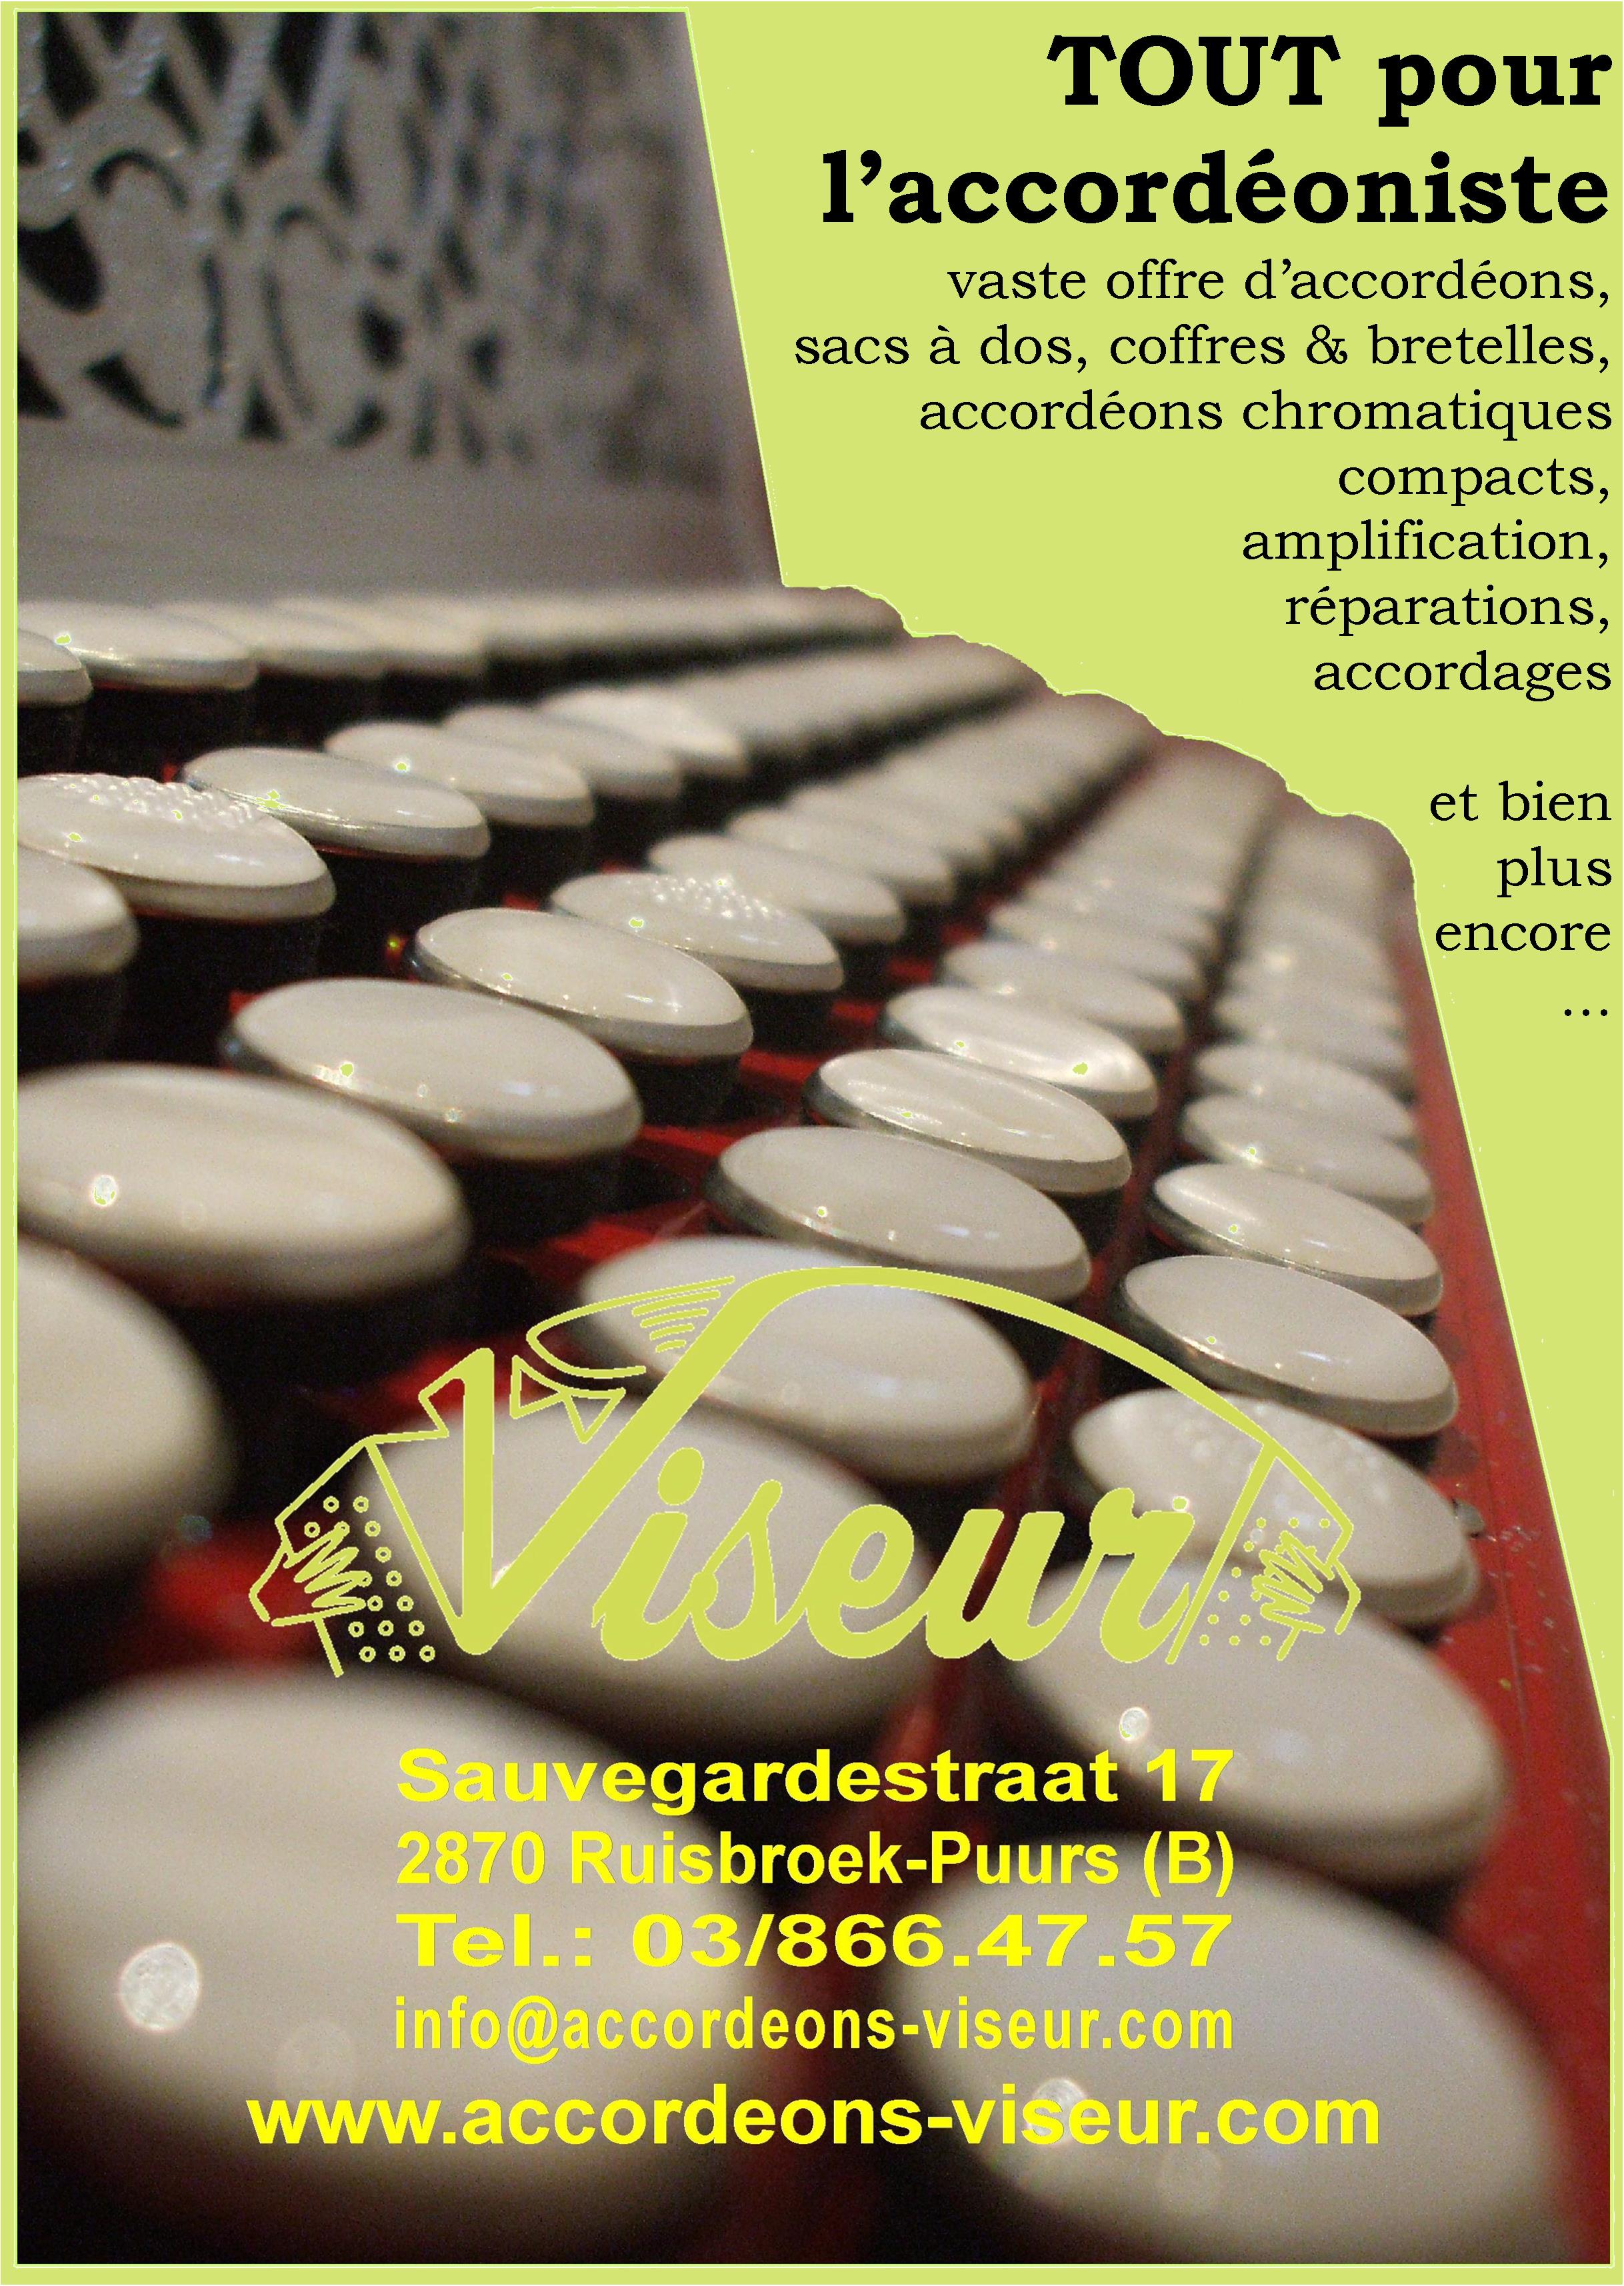 TOUT pour
l’accordéoniste
vaste offre d’accordéons,
sacs à dos, coffres & bretelles,
accordéons chromatiques
compacts,
amplification,
réparations,
accordages
et bien
plus
encore
...
Viseur
Sauvegardestraat 17
2870 Ruisbroek-Puurs (B)
Tel.: 03/866.47.57
info@accordeons-viseur.com
www.accordeons-viseur.com